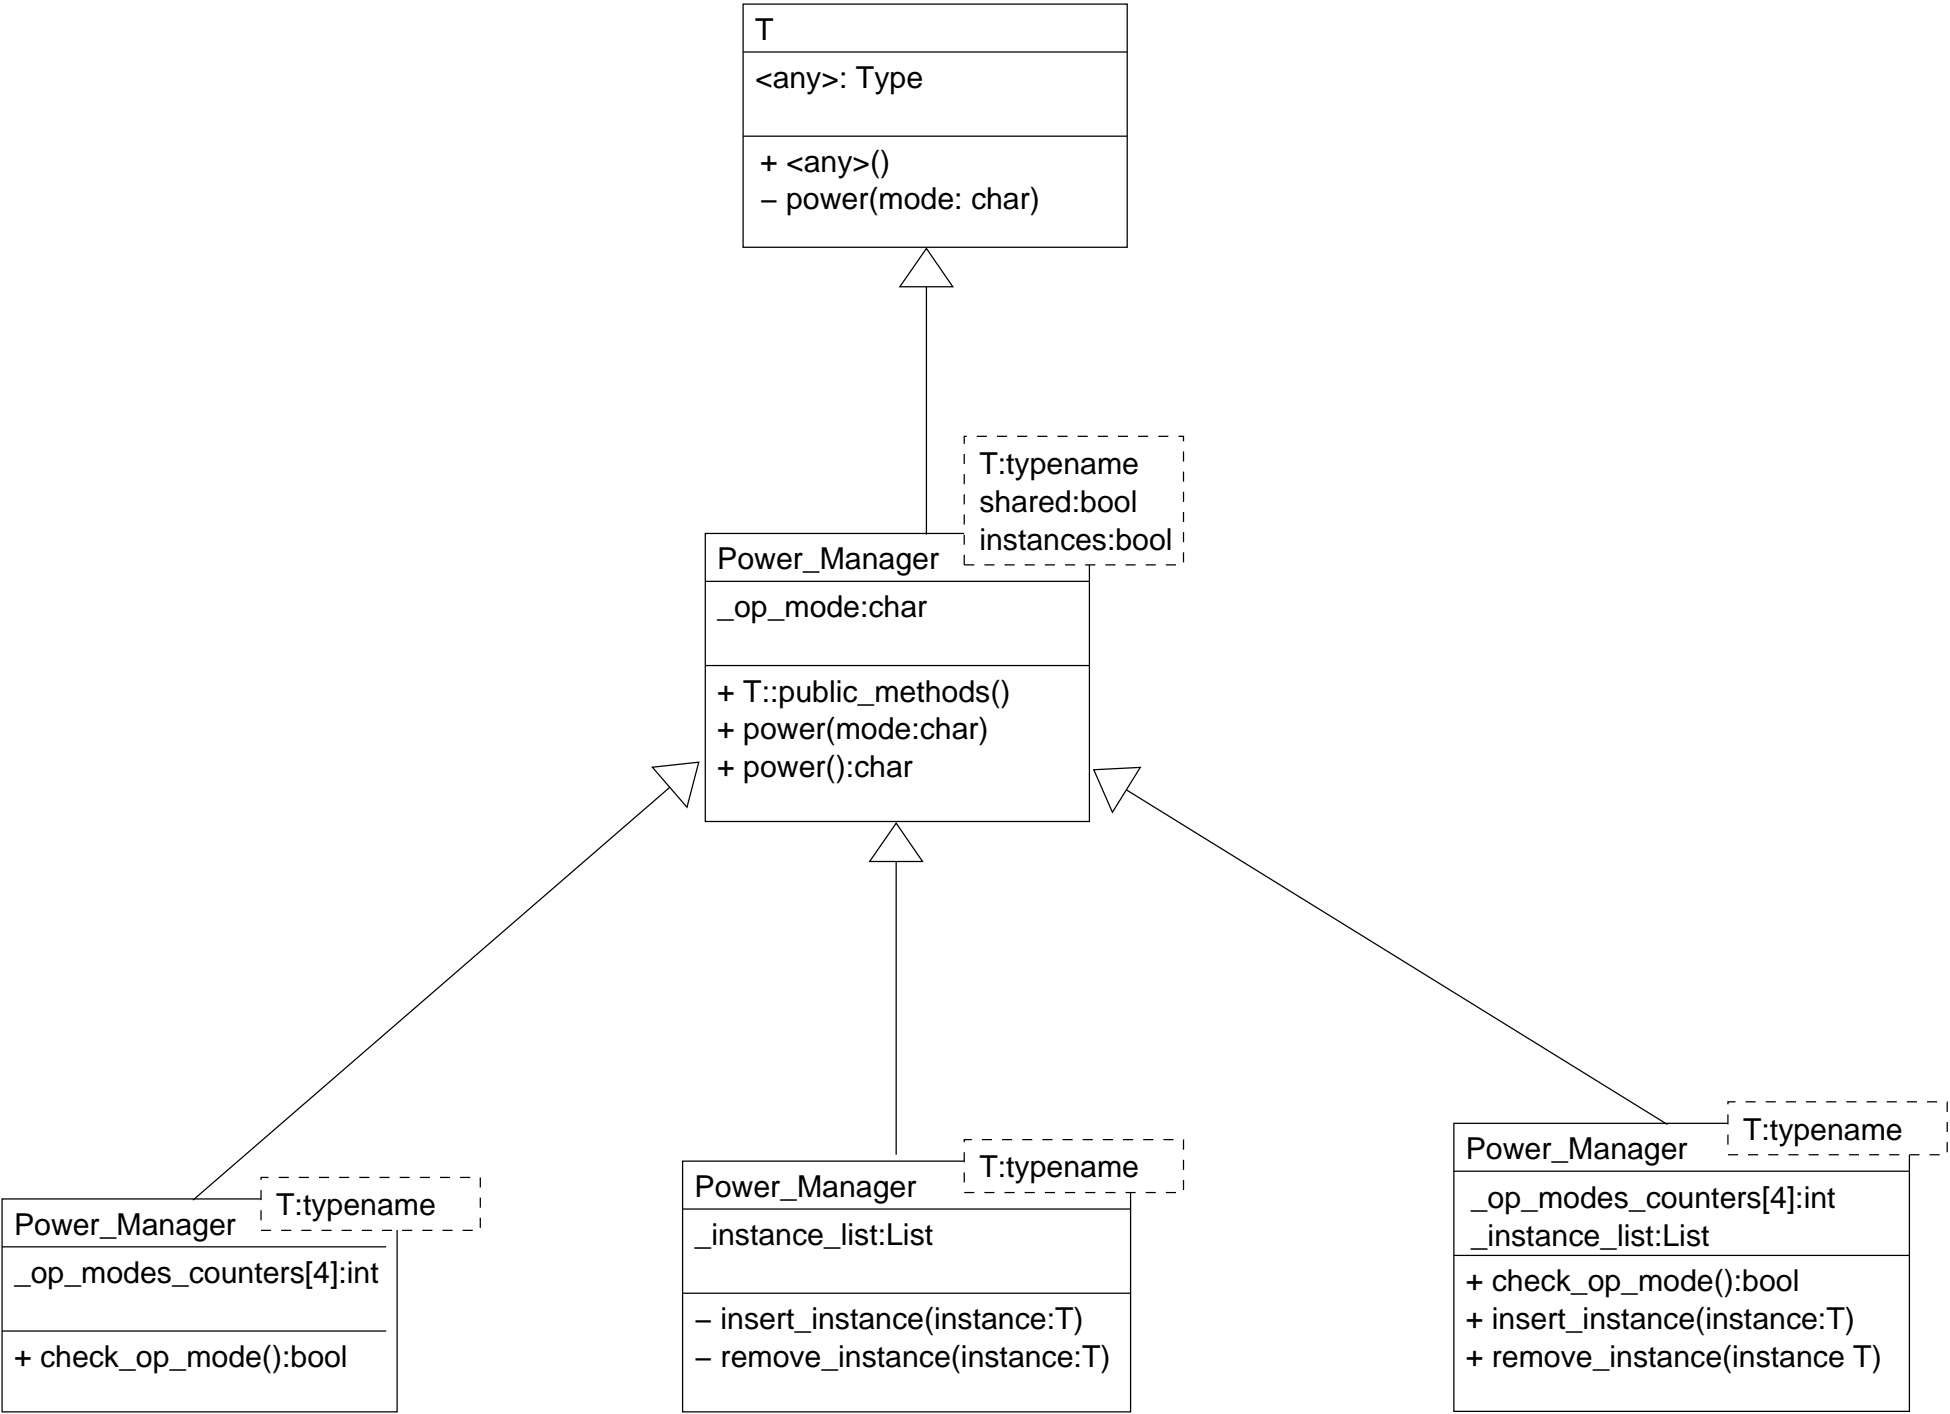 T
<any>: Type
+ <any>()
− power(mode: char)
T:typename
shared:bool
instances:bool
Power_Manager
_op_mode:char
+ T::public_methods()
+ power(mode:char)
+ power():char
T:typename
Power_Manager
_op_modes_counters[4]:int
+ check_op_mode():bool
T:typename
Power_Manager
_instance_list:List
− insert_instance(instance:T)
− remove_instance(instance:T)
T:typename
Power_Manager
_op_modes_counters[4]:int
_instance_list:List
+ check_op_mode():bool
+ insert_instance(instance:T)
+ remove_instance(instance T)